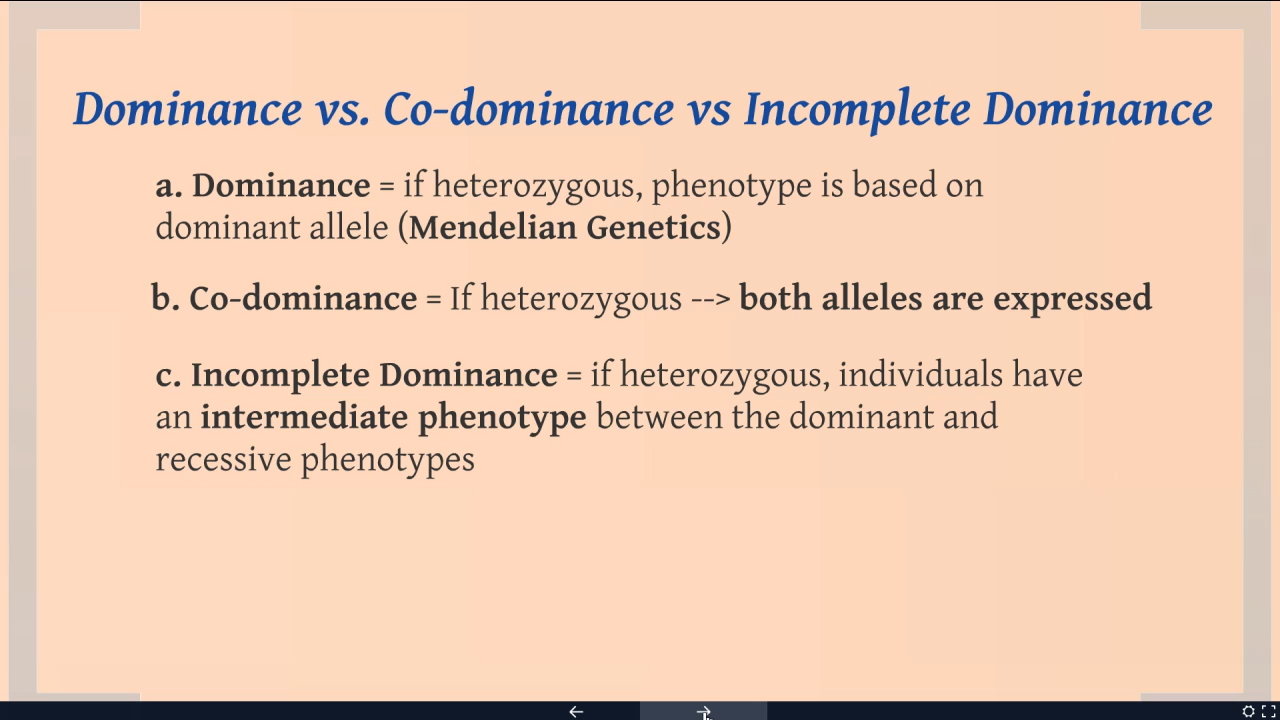 Dominance vs. Co-dominance vs Incomplete Dominance
a. Dominance = if heterozygous, phenotype is based on
dominant allele (Mendelian Genetics)
b. Co-dominance = If heterozygous --> both alleles are expressed
c. Incomplete Dominance = if heterozygous, individuals have
an intermediate phenotype between the dominant and
recessive phenotypes